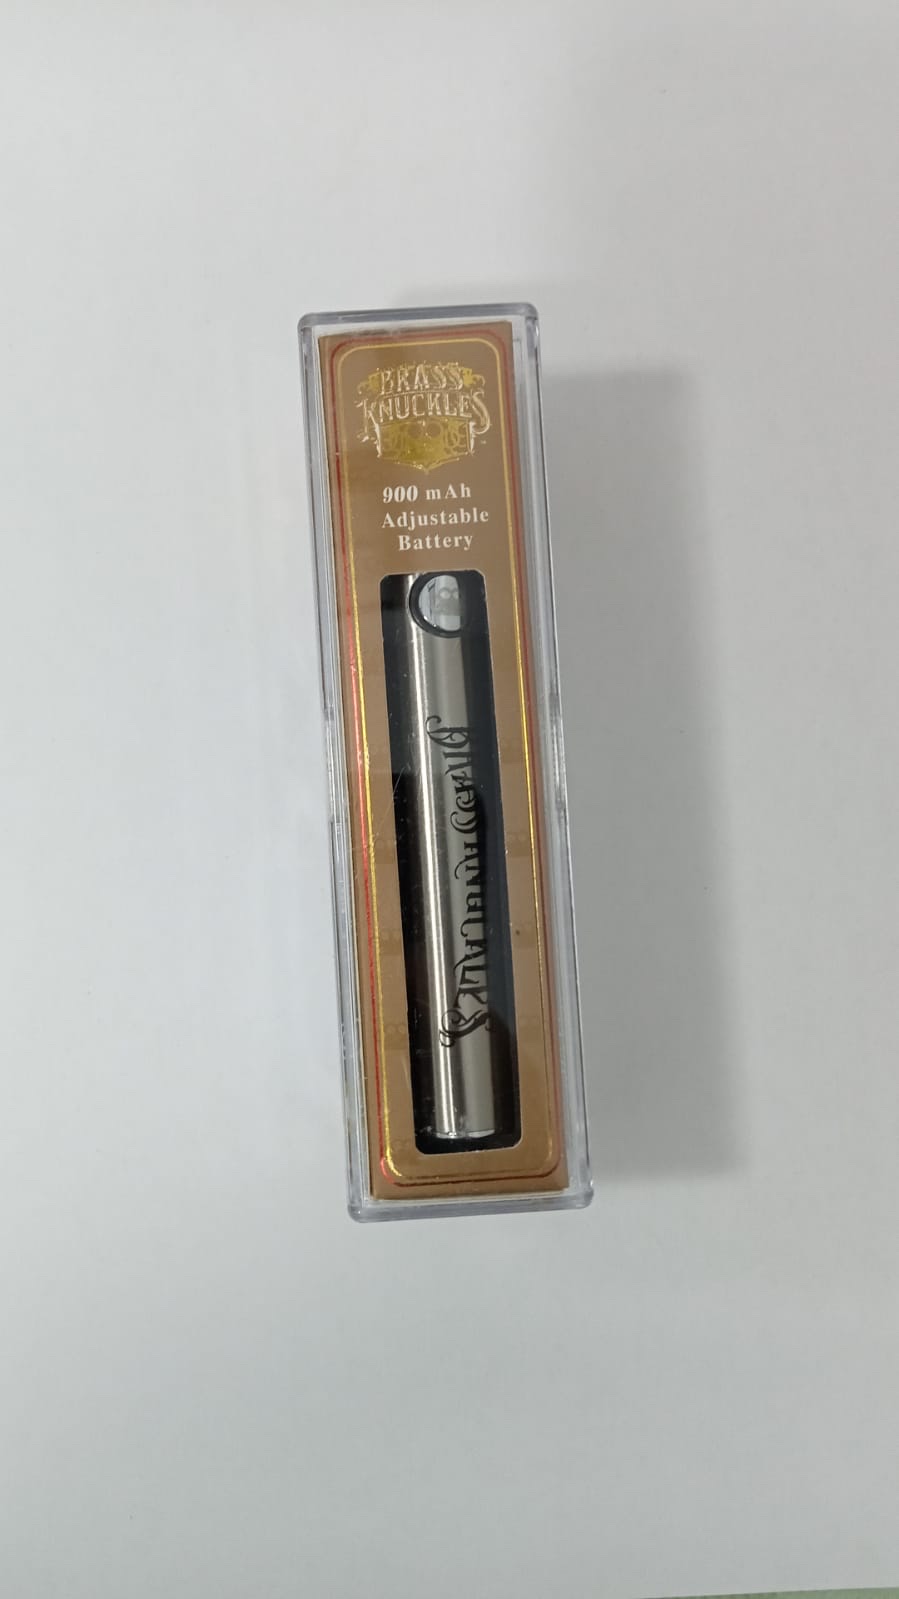 BRASS
KNUCKLES
900 mAh
Adjustable
Battery